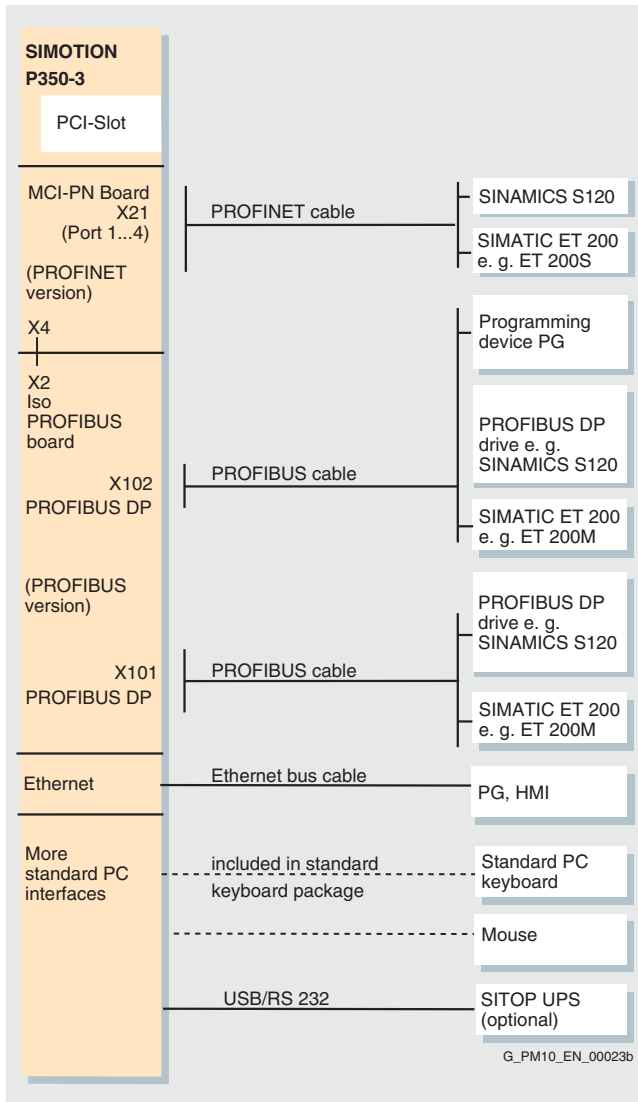 SIMOTION
P350-3
PCI-Slot
MCI-PN Board
X21
(Port 1...4)
(PROFINET
version)
X4
X2
Iso
PROFIBUS
board
X102
PROFIBUS DP
(PROFIBUS
version)
X101
PROFIBUS DP
Ethernet
More
standard PC
interfaces
PROFINET cable
SINAMICS S120
SIMATIC ET 200
e. g. ET 200S
PROFIBUS cable
Programming
device PG
PROFIBUS DP
drive e. g.
SINAMICS S120
SIMATIC ET 200
e. g. ET 200M
PROFIBUS cable
PROFIBUS DP
drive e. g.
SINAMICS S120
SIMATIC ET 200
e. g. ET 200M
Ethernet bus cable
PG, HMI
included in standard
keyboard package
Standard PC
keyboard
Mouse
USB/RS 232
SITOP UPS
(optional)
G_PM10_EN_00023b